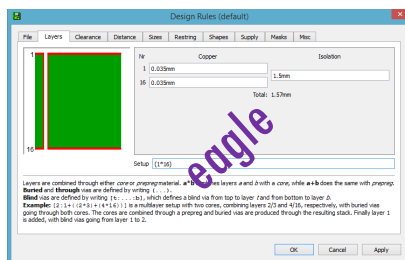 Design Rules (default)
File Layers Clearance Distance Sizes Restring Shapes Supply Masks Misc
Nr Copper Isolation
1
1 0.035mm
1.5mm
16 0.035mm
Total: 1.57mm
16
eagle
Setup (1*16)
Layers are combined through either core or prepreg material. a*b nes layers a and b with a core, while a+b does the same with prepreg.
Buried and through vias are defined by writing (...).
Blind vias are defined by writing [t:...:b], which defines a blind via from top to layer t and from bottom to layer b.
Example: [2:1+((2*3)+(4*16))] is a multilayer setup with two cores, combining layers 2/3 and 4/16, respectively, with buried vias
going through both cores. The cores are combined through a prepreg and buried vias are produced through the resulting stack. Finally layer 1
is added, with blind vias going from layer 1 to 2.
OK Cancel Apply